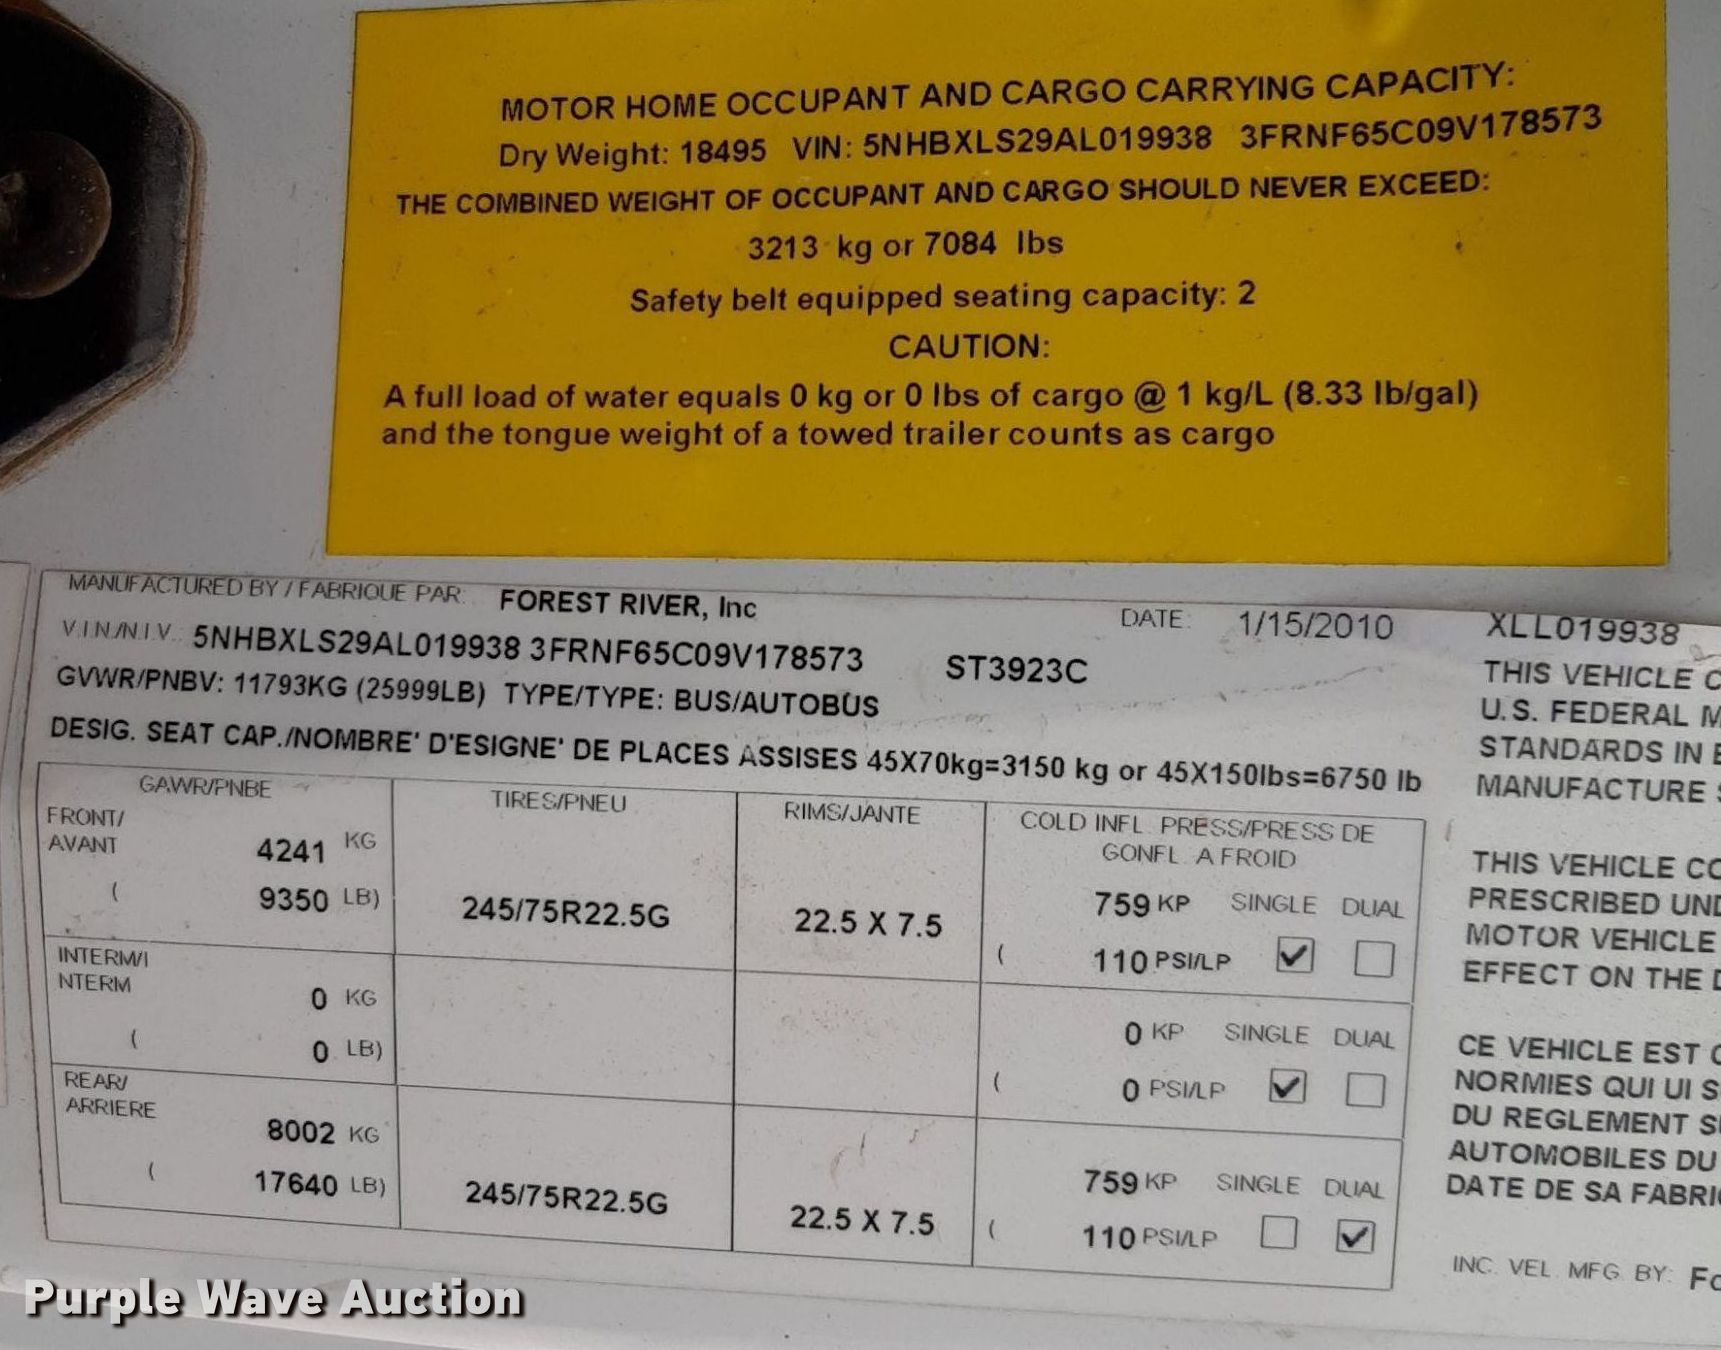 MOTOR HOME OCCUPANT AND CARGO CARRYING CAPACITY:
Dry Weight: 18495 VIN: 5NHBXLS29AL019938 3FRNF65C09V178573
THE COMBINED WEIGHT OF OCCUPANT AND CARGO SHOULD NEVER EXCEED:
3213 kg or 7084 lbs
Safety belt equipped seating capacity: 2
CAUTION:
A full load of water equals 0 kg or 0 lbs of cargo @ 1 kg/L (8.33 lb/gal)
and the tongue weight of a towed trailer counts as cargo
MANUFACTURED BY / FABRIQUE PAR: FOREST RIVER, Inc DATE: 1/15/2010 XLL019938
V.I.N./N.I.V.: 5NHBXLS29AL019938 3FRNF65C09V178573 ST3923C
GVWR/PNBV: 11793KG (25999LB) TYPE/TYPE: BUS/AUTOBUS
DESIG. SEAT CAP./NOMBRE' D'ESIGNE' DE PLACES ASSISES 45X70kg=3150 kg or 45X150lbs=6750 lb
GAWR/PNBE TIRES/PNEU RIMS/JANTE COLD INFL. PRESS/PRESS DE
GONFL. A FROID
FRONT/
AVANT 4241 KG
( 9350 LB) 245/75R22.5G 22.5 X 7.5 759 KP SINGLE DUAL
( 110 PSI/LP
INTERM/I
NTERM 0 KG
( 0 LB)
0 KP SINGLE DUAL
( 0 PSI/LP
REAR/
ARRIERE 8002 KG
( 17640 LB) 245/75R22.5G 22.5 X 7.5 759 KP SINGLE DUAL
( 110 PSI/LP
THIS VEHICLE C
U.S. FEDERAL M
STANDARDS IN E
MANUFACTURE S
THIS VEHICLE CO
PRESCRIBED UND
MOTOR VEHICLE
EFFECT ON THE D
CE VEHICLE EST C
NORMIES QUI UI S
DU REGLEMENT S
AUTOMOBILES DU
DATE DE SA FABRI
INC. VEL. MFG. BY: Fo
Purple Wave Auction